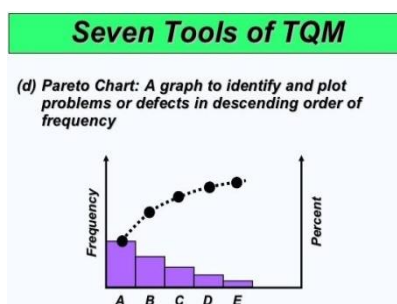 Seven Tools of TQM
(d) Pareto Chart: A graph to identify and plot
problems or defects in descending order of
frequency
Frequency
Percent
A B C D E